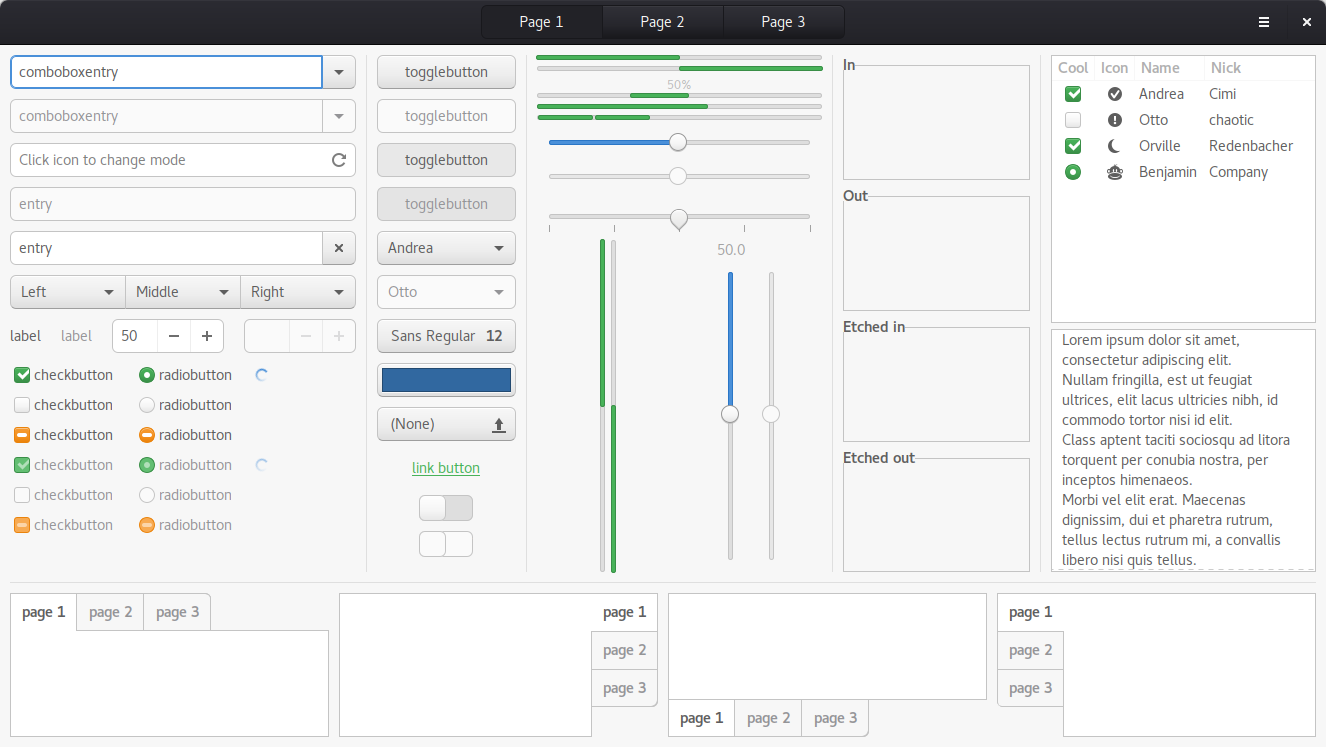 Page 1 Page 2 Page 3
comboboxentry
comboboxentry
Click icon to change mode
entry
entry
Left Middle Right
label label 50
checkbutton radiobutton
checkbutton radiobutton
checkbutton radiobutton
checkbutton radiobutton
checkbutton radiobutton
checkbutton radiobutton
togglebutton
togglebutton
togglebutton
togglebutton
Andrea
Otto
Sans Regular 12
(None)
link button
50%
50.0
In
Out
Etched in
Etched out
Cool Icon Name Nick
Andrea Cimi
Otto chaotic
Orville Redenbacher
Benjamin Company
Lorem ipsum dolor sit amet,
consectetur adipiscing elit.
Nullam fringilla, est ut feugiat
ultrices, elit lacus ultricies nibh, id
commodo tortor nisi id elit.
Class aptent taciti sociosqu ad litora
torquent per conubia nostra, per
inceptos himenaeos.
Morbi vel elit erat. Maecenas
dignissim, dui et pharetra rutrum,
tellus lectus rutrum mi, a convallis
libero nisi quis tellus.
page 1 page 2 page 3
page 1
page 2
page 3
page 1 page 2 page 3
page 1
page 2
page 3